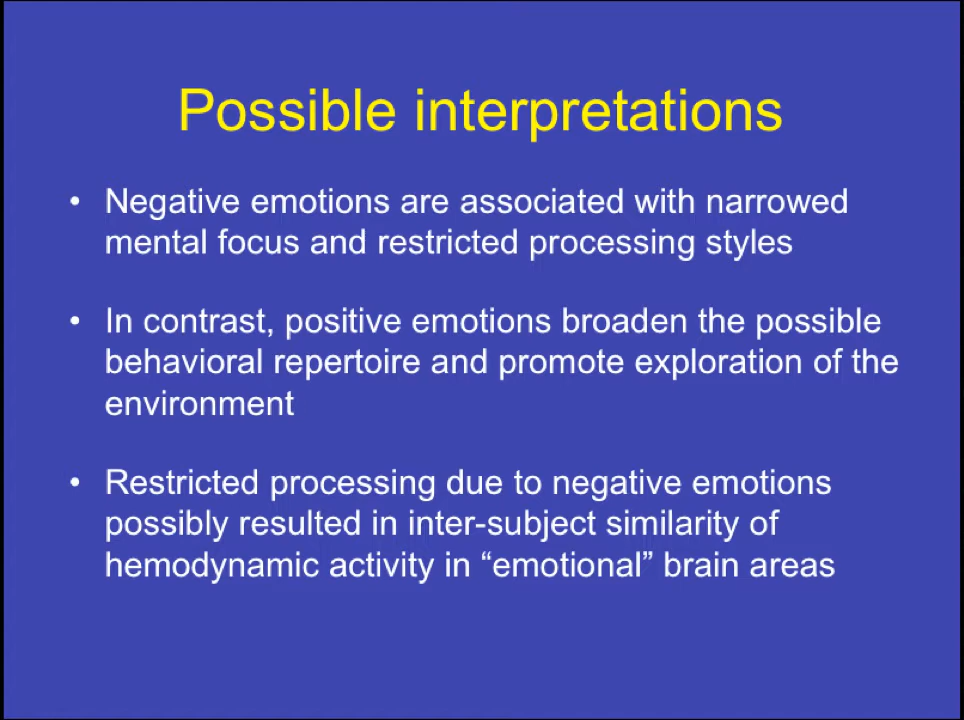 Possible interpretations
• Negative emotions are associated with narrowed
mental focus and restricted processing styles
• In contrast, positive emotions broaden the possible
behavioral repertoire and promote exploration of the
environment
• Restricted processing due to negative emotions
possibly resulted in inter-subject similarity of
hemodynamic activity in “emotional” brain areas